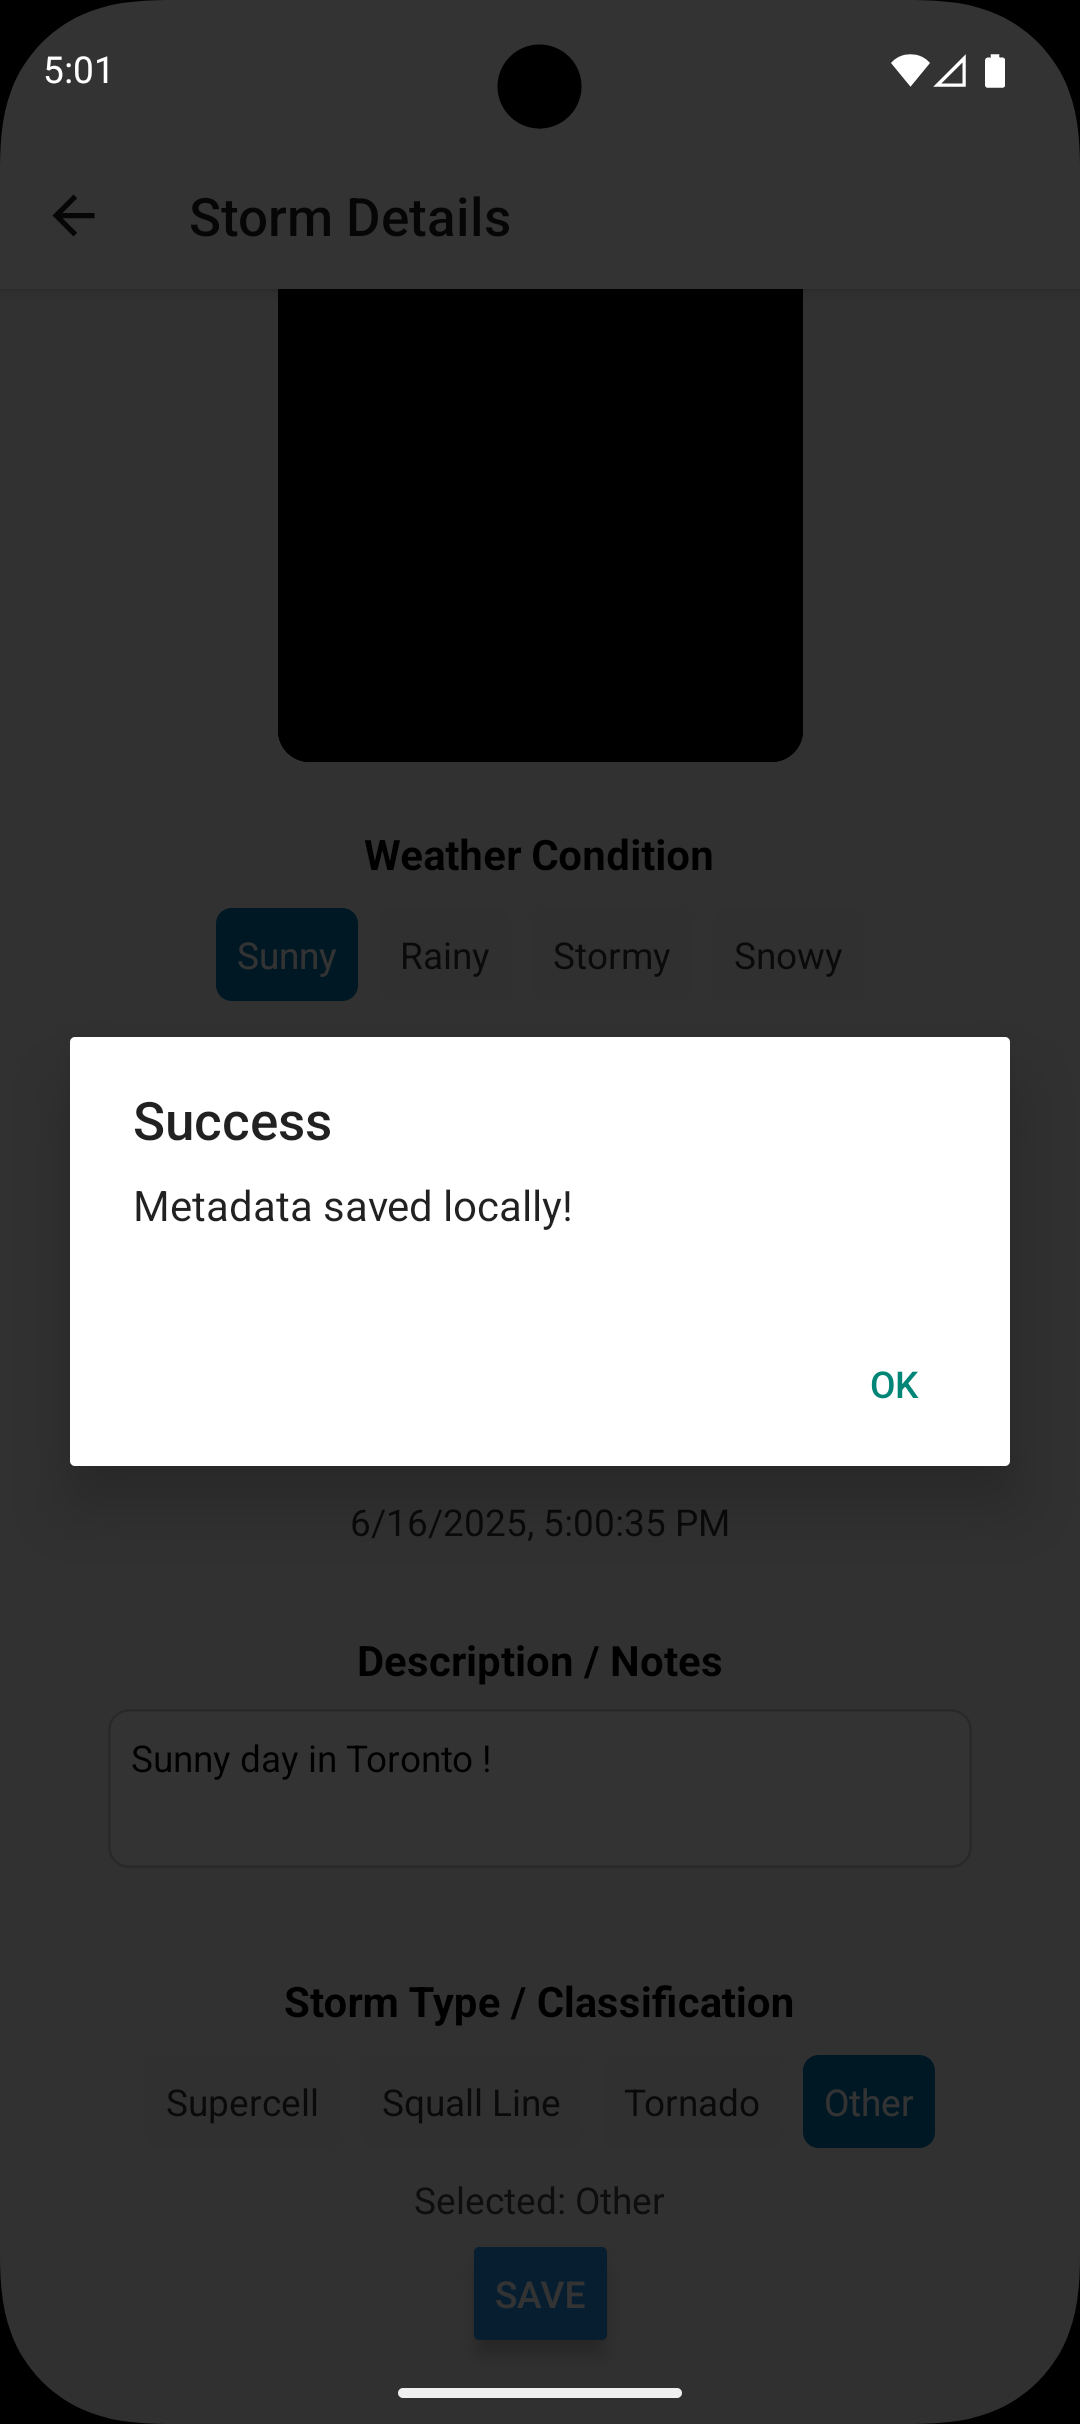 5:01
Storm Details
Weather Condition
Sunny Rainy Stormy Snowy
Success
Metadata saved locally!
OK
6/16/2025, 5:00:35 PM
Description / Notes
Sunny day in Toronto !
Storm Type / Classification
Supercell Squall Line Tornado Other
Selected: Other
SAVE